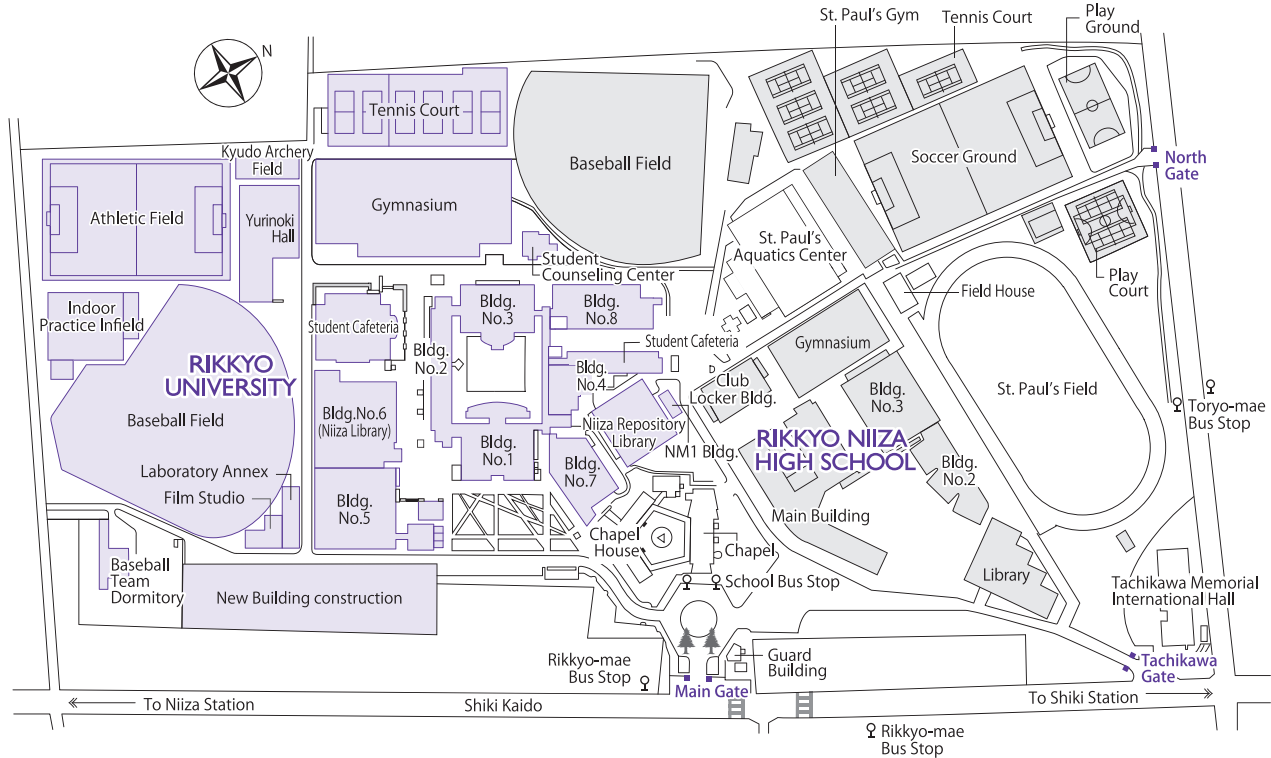 St. Paul's Gym
Tennis Court
Play
Ground
N
Tennis Court
Kyudo Archery
Field
Baseball Field
Soccer Ground
North
Gate
Athletic Field
Yurinoki
Hall
Gymnasium
St. Paul's
Aquatics Center
Student
Counseling Center
Play
Court
Field House
Indoor
Practice Infield
Student Cafeteria
Bldg.
No.3
Bldg.
No.8
Student Cafeteria
Gymnasium
RIKKYO
UNIVERSITY
Bldg.
No.2
Bldg.
No.4
Club
Locker Bldg.
Bldg.
No.3
St. Paul's Field
Toryo-mae
Bus Stop
Baseball Field
Bldg.No.6
(Niiza Library)
Niiza Repository
Library
NM1 Bldg.
RIKKYO NIIZA
HIGH SCHOOL
Bldg.
No.1
Bldg.
No.7
Bldg.
No.2
Laboratory Annex
Film Studio
Bldg.
No.5
Main Building
Chapel
House
Chapel
Baseball
Team
Dormitory
New Building construction
School Bus Stop
Library
Tachikawa Memorial
International Hall
Rikkyo-mae
Bus Stop
Guard
Building
Main Gate
Tachikawa
Gate
To Niiza Station
Shiki Kaido
To Shiki Station
Rikkyo-mae
Bus Stop